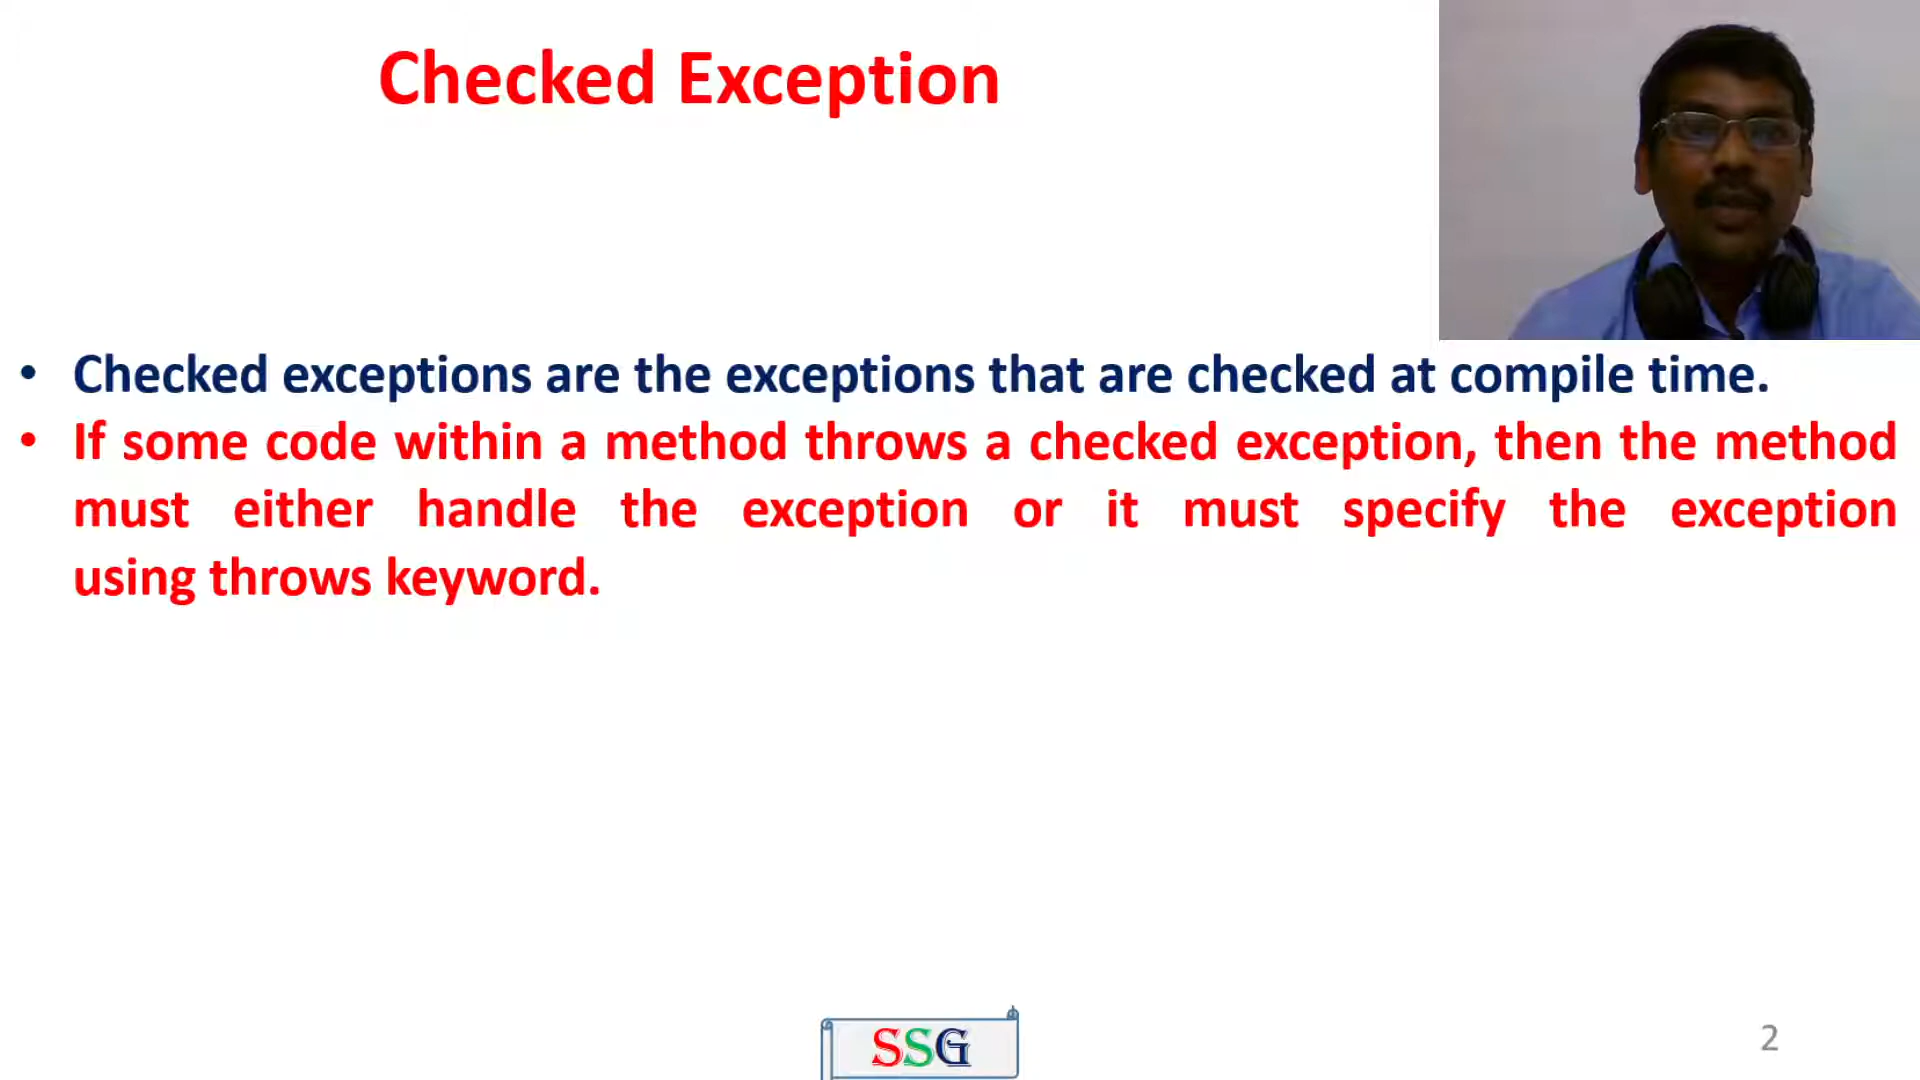 Checked Exception
• Checked exceptions are the exceptions that are checked at compile time.
• If some code within a method throws a checked exception, then the method
must either handle the exception or it must specify the exception
using throws keyword.
SSG
2